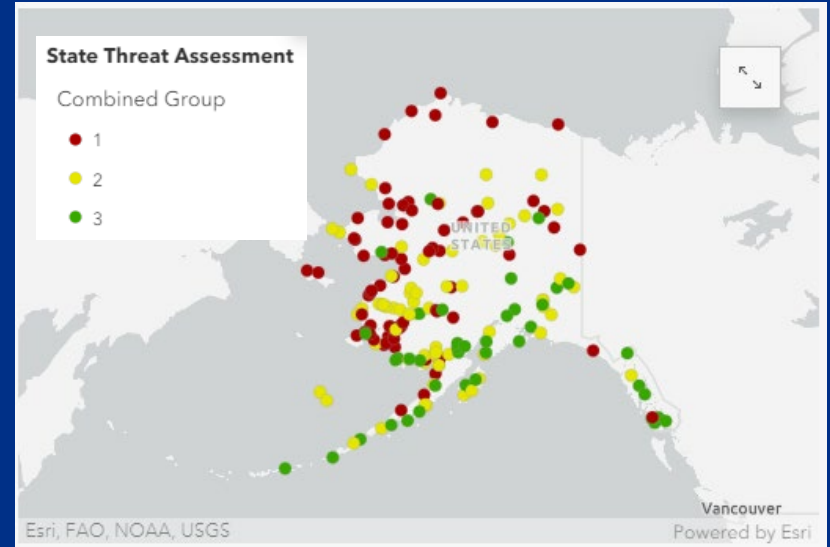 State Threat Assessment
Combined Group
1
2
3
UNITED
STATES
Vancouver
Esri, FAO, NOAA, USGS
Powered by Esri